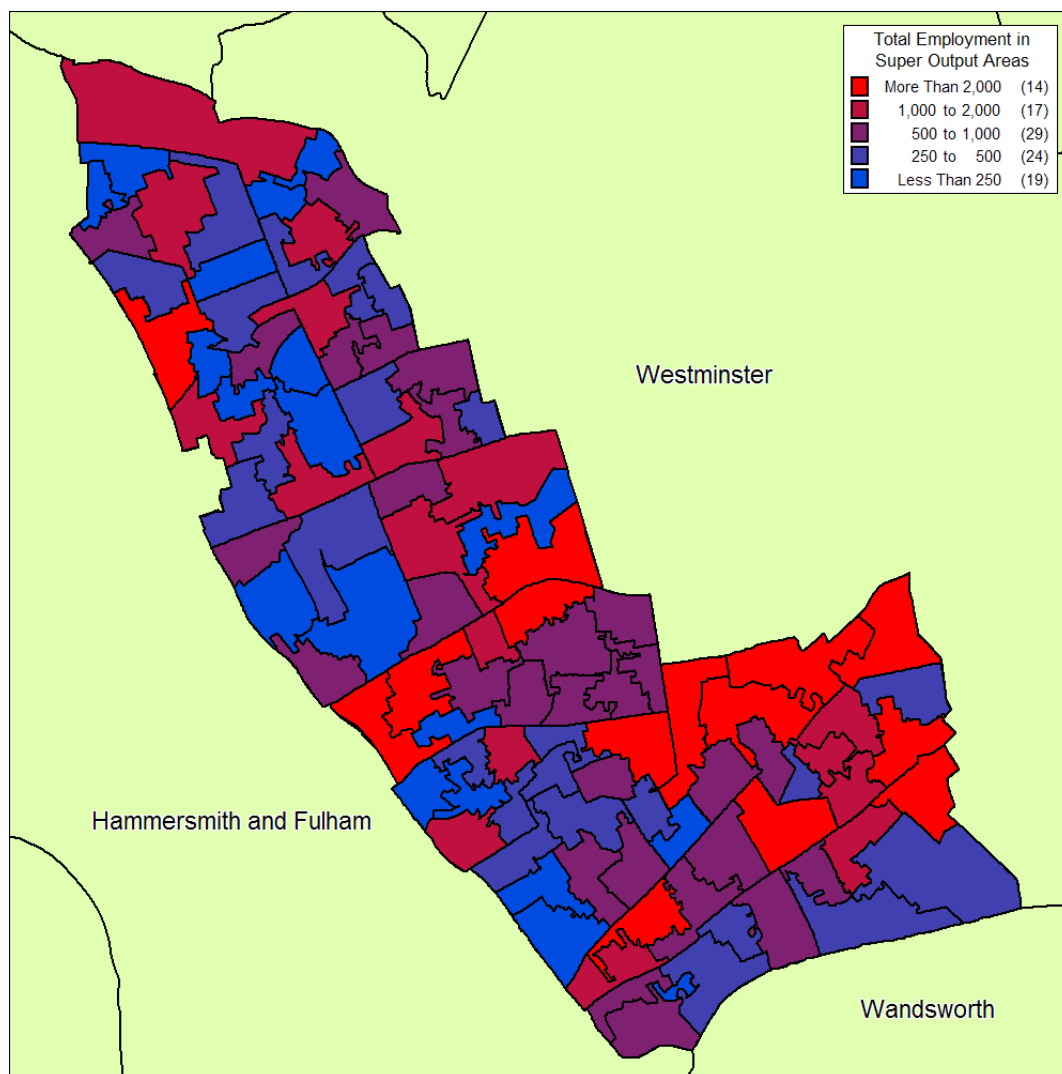 Total Employment in
Super Output Areas
More Than 2,000 (14)
1,000 to 2,000 (17)
500 to 1,000 (29)
250 to 500 (24)
Less Than 250 (19)
Westminster
Hammersmith and Fulham
Wandsworth